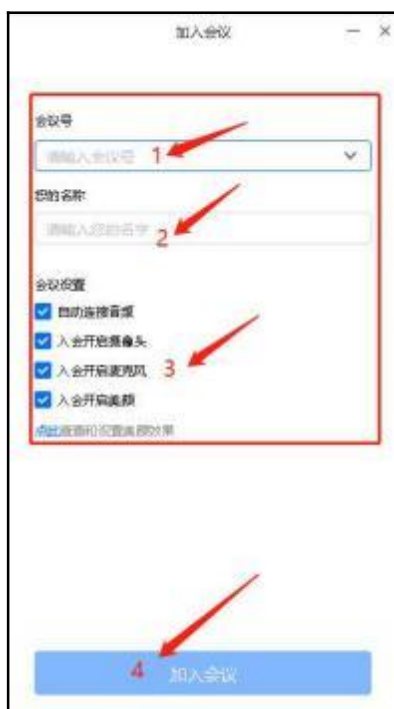 加入会议
会议号
请输入会议号 1
您的名称
请输入您的名字 2
会议设置
自动连接音频
入会开启摄像头
入会开启麦克风 3
入会开启美颜
点此查看和设置美颜效果
4 加入会议